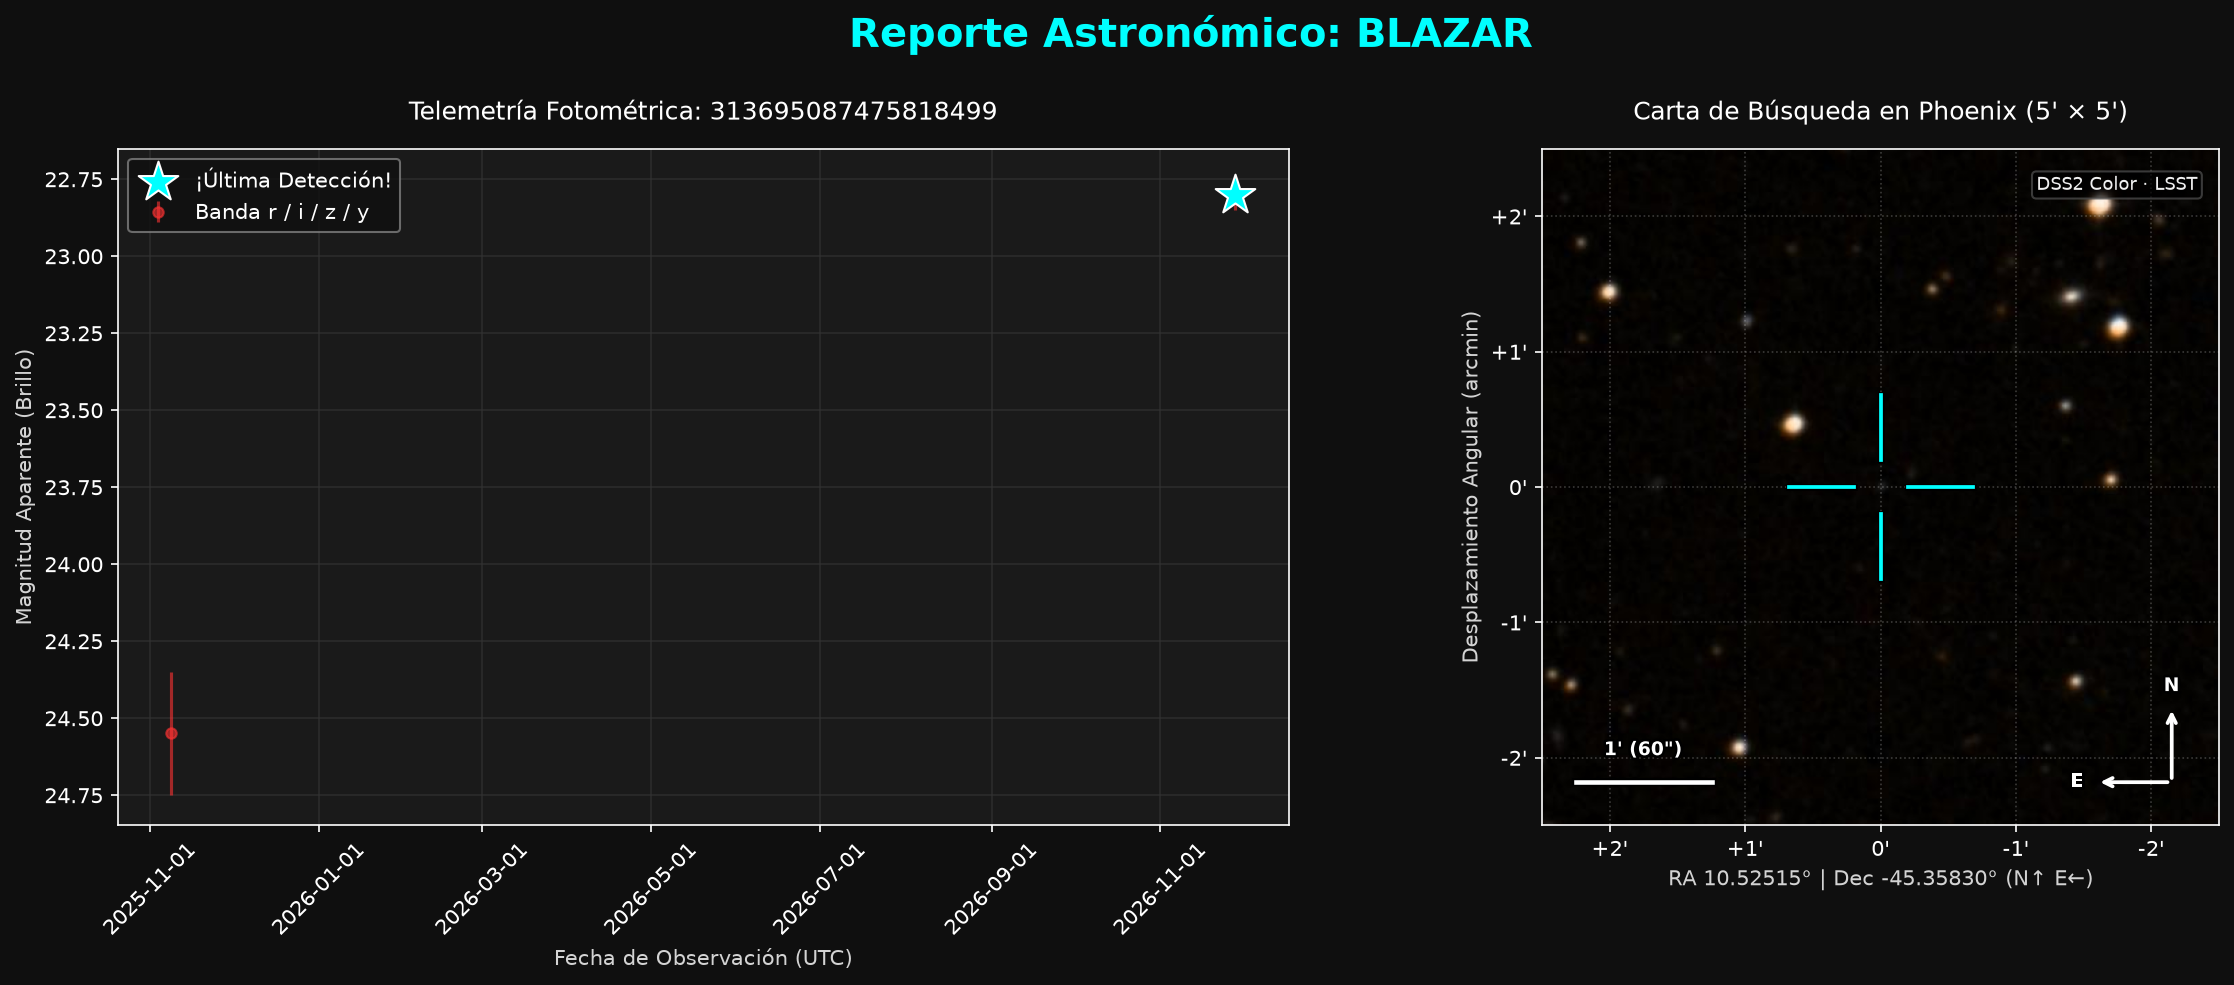 Reporte Astronómico: BLAZAR
Telemetría Fotométrica: 313695087475818499
¡Última Detección!
Banda r / i / z / y
Magnitud Aparente (Brillo)
22.75
23.00
23.25
23.50
23.75
24.00
24.25
24.50
24.75
2025-11-01
2026-01-01
2026-03-01
2026-05-01
2026-07-01
2026-09-01
2026-11-01
Fecha de Observación (UTC)
Carta de Búsqueda en Phoenix (5' × 5')
DSS2 Color · LSST
Desplazamiento Angular (arcmin)
+2'
+1'
0'
-1'
-2'
N
E
1' (60")
+2'
+1'
0'
-1'
-2'
RA 10.52515° | Dec -45.35830° (N↑ E←)